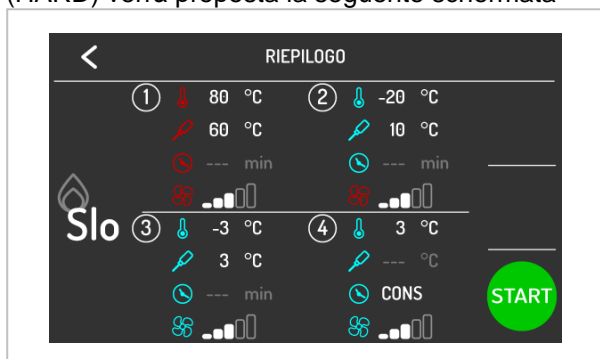 (HARD) verrà proposta la seguente schermata
RIEPILOGO
1 80 °C
60 °C
--- min
2 -20 °C
10 °C
--- min
Slo
3 -3 °C
3 °C
--- min
4 3 °C
--- °C
CONS
START